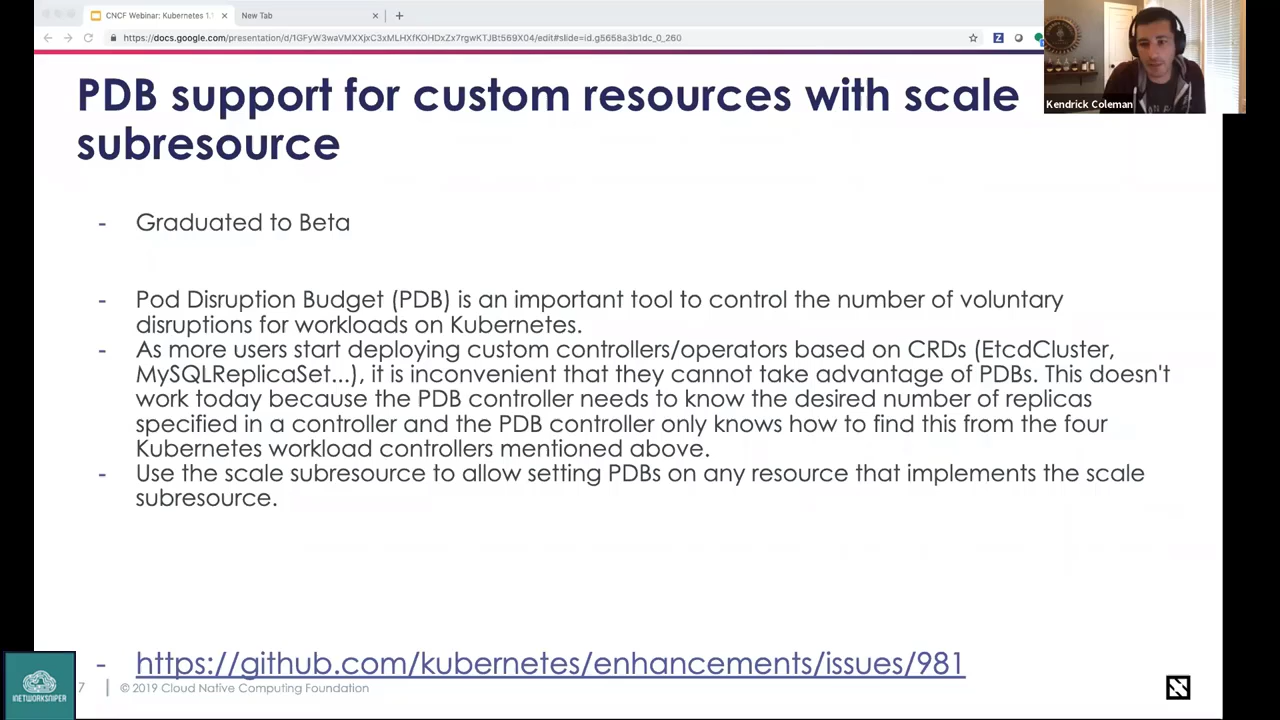 CNCF Webinar: Kubernetes 1.
New Tab
https://docs.google.com/presentation/d/1GFyW3waVMXXjxC3xMLHXfKOHDxZx7rgwKTJBt569X04/edit#slide=id.g5658a3b1dc_0_260
Kendrick Coleman
PDB support for custom resources with scale
subresource
- Graduated to Beta
- Pod Disruption Budget (PDB) is an important tool to control the number of voluntary
disruptions for workloads on Kubernetes.
- As more users start deploying custom controllers/operators based on CRDs (EtcdCluster,
MySQLReplicaSet...), it is inconvenient that they cannot take advantage of PDBs. This doesn't
work today because the PDB controller needs to know the desired number of replicas
specified in a controller and the PDB controller only knows how to find this from the four
Kubernetes workload controllers mentioned above.
- Use the scale subresource to allow setting PDBs on any resource that implements the scale
subresource.
- https://github.com/kubernetes/enhancements/issues/981
7 | © 2019 Cloud Native Computing Foundation
INETWORKSNIPER